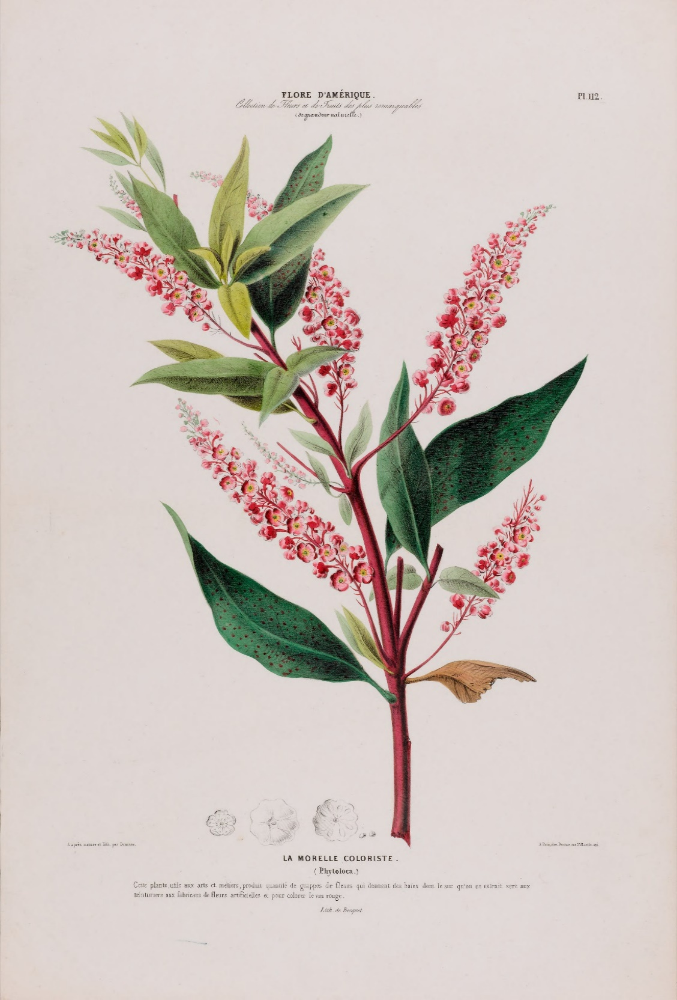 FLORE D'AMÉRIQUE.
Pl. 112.
Collection de Fleurs et de Fruits des plus remarquables
(de grandeur naturelle.)
d'après nature et lith. par Denisse.
A Paris, chez
LA MORELLE COLORISTE.
(Phytoloca.)
Cette plante, utile aux arts et métiers, produit quantité de grappes de fleurs qui donnent des baies dont le suc qu'on en extrait sert aux
teinturiers aux fabricans de fleurs artificielles et pour colorer le vin rouge.
Lith. de Becquet